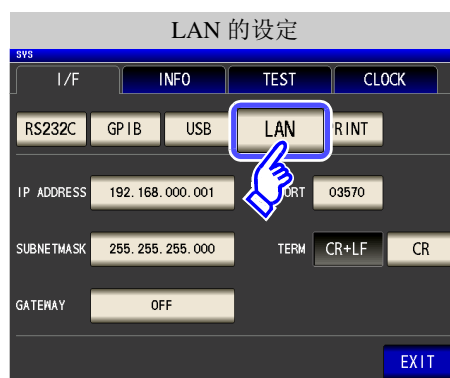 LAN 的设定
SYS
I/F INFO TEST CLOCK
RS232C GPIB USB LAN RINT
IP ADDRESS 192.168.000.001 ORT 03570
SUBNETMASK 255.255.255.000 TERM CR+LF CR
GATEWAY OFF
EXIT